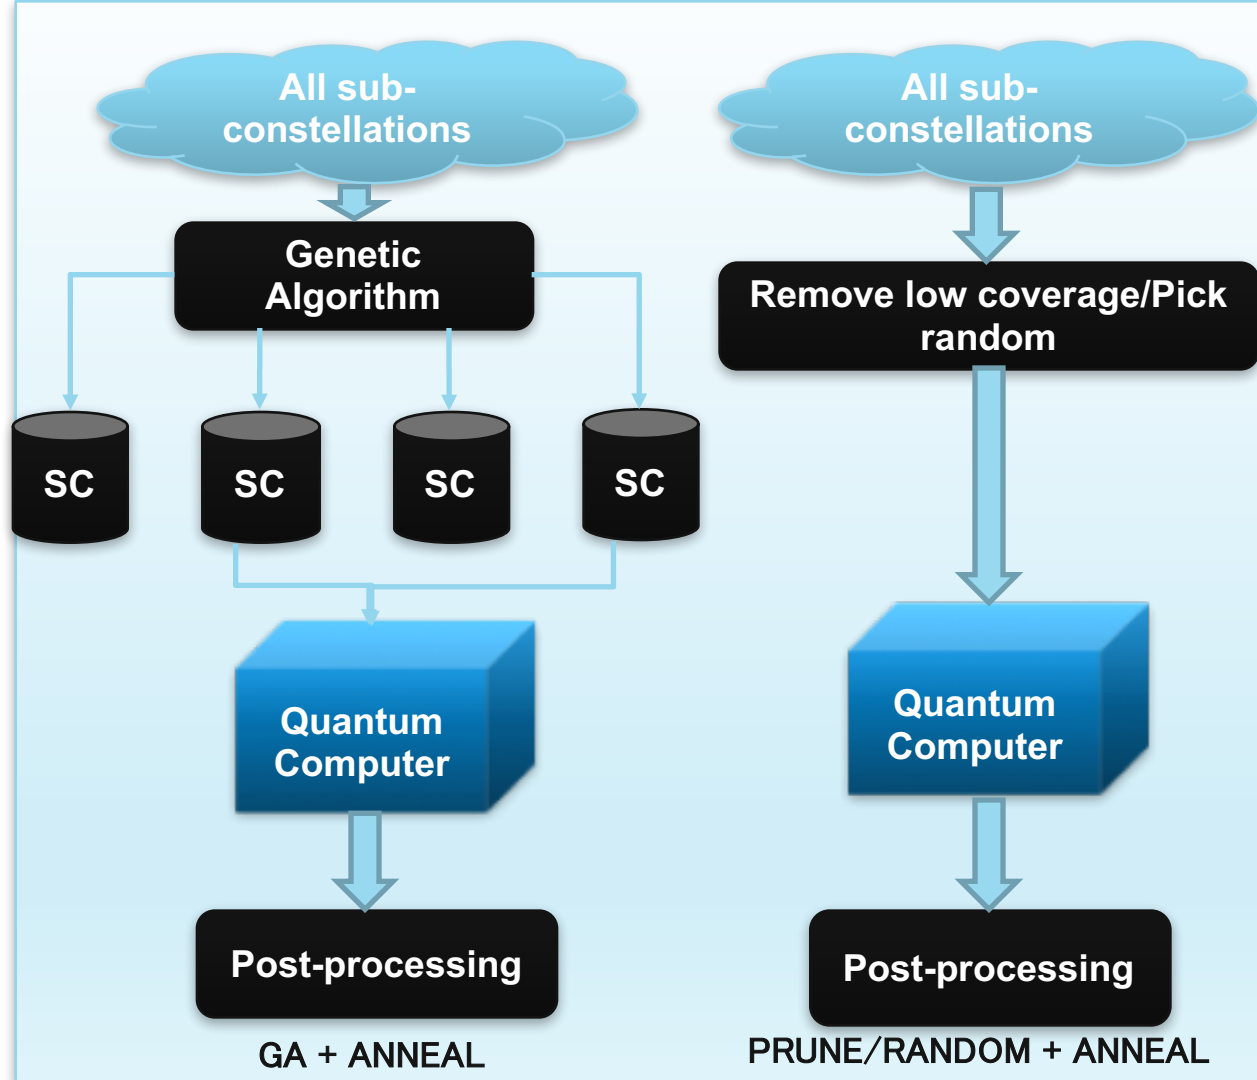 All sub-
constellations
Genetic
Algorithm
SC
SC
SC
SC
Quantum
Computer
Post-processing
GA + ANNEAL
All sub-
constellations
Remove low coverage/Pick
random
Quantum
Computer
Post-processing
PRUNE/RANDOM + ANNEAL